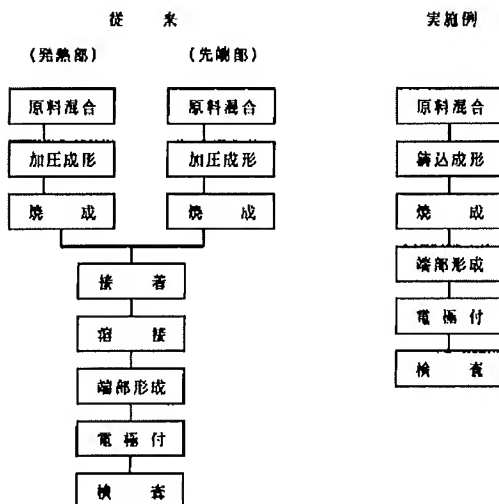 従来
(発熱部)
(先端部)
原料混合
原料混合
加圧成形
加圧成形
焼成
焼成
接着
溶接
端部形成
電極付
検査
実施例
原料混合
鋳込成形
焼成
端部形成
電極付
検査